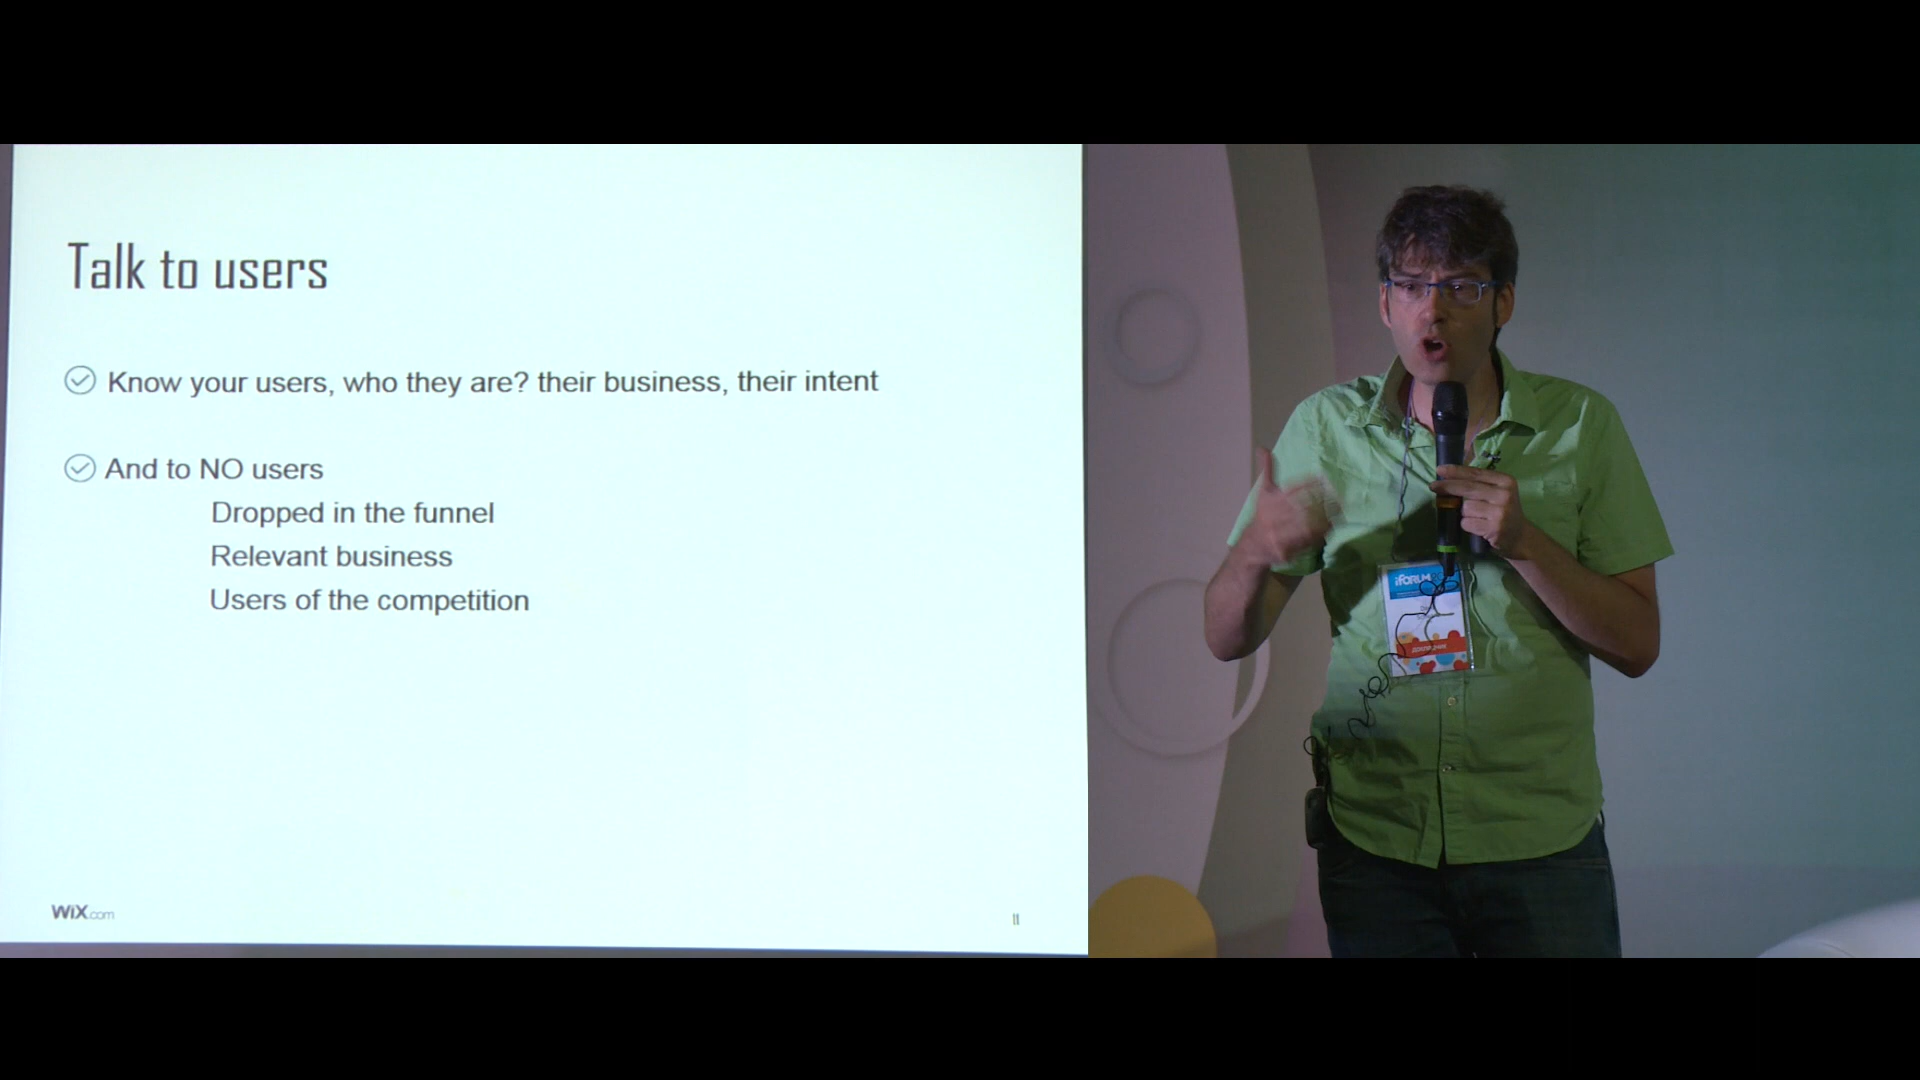 Talk to users
Know your users, who they are? their business, their intent
And to NO users
Dropped in the funnel
Relevant business
Users of the competition
WiX.com
11
iFORUM
ДОКЛАДЧИК